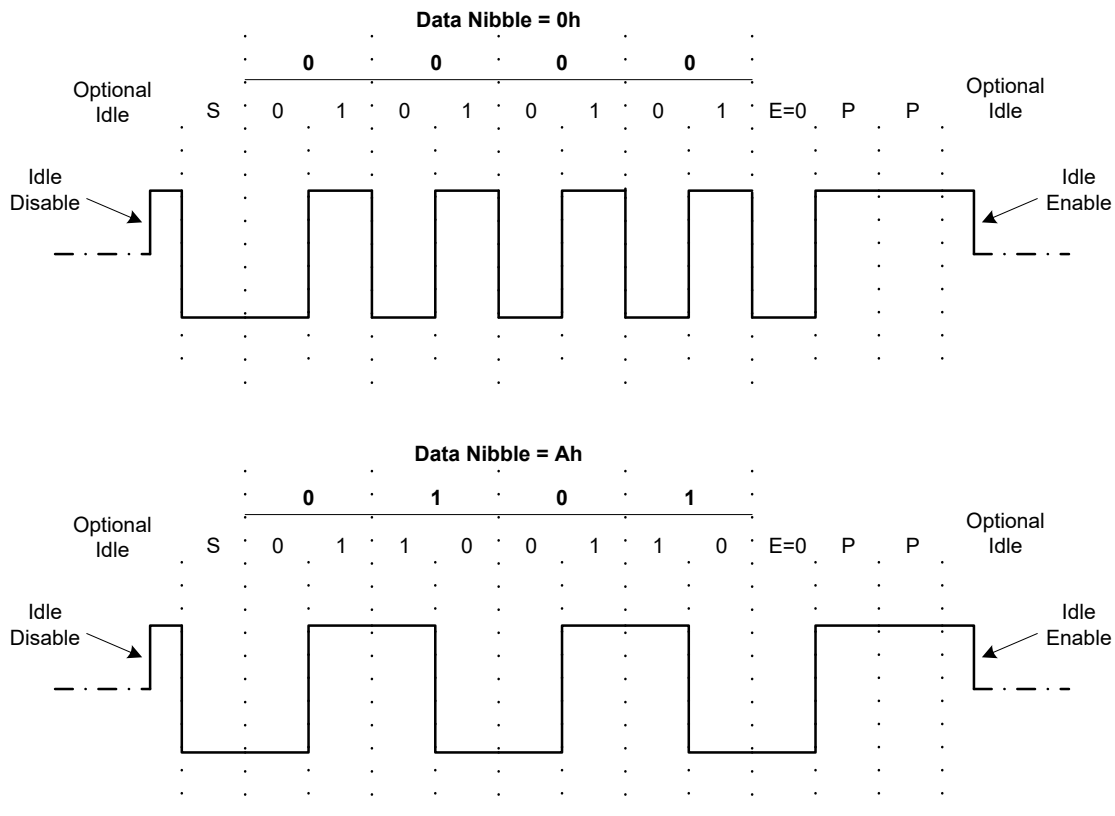 Data Nibble = 0h
0 0 0 0
Optional
Idle
S 0 1 0 1 0 1 0 1 E=0 P P
Optional
Idle
Idle
Disable
Idle
Enable
Data Nibble = Ah
0 1 0 1
Optional
Idle
S 0 1 1 0 0 1 1 0 E=0 P P
Optional
Idle
Idle
Disable
Idle
Enable